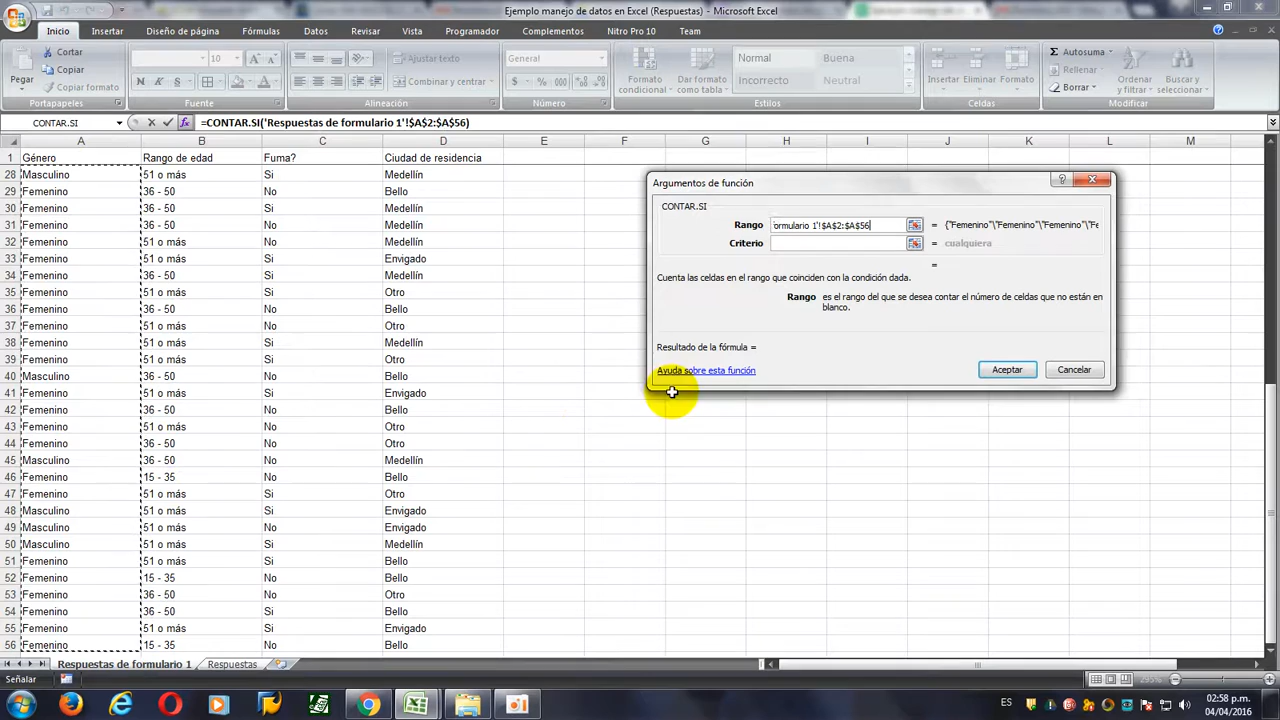 Ejemplo manejo de datos en Excel (Respuestas) - Microsoft Excel
Inicio Insertar Diseño de página Fórmulas Datos Revisar Vista Programador Complementos Nitro Pro 10 Team
Pegar Cortar Copiar Copiar formato
10 General Ajustar texto Combinar y centrar
N K S $ % 000
Formato condicional Dar formato como tabla Normal Buena Incorrecto Neutral
Insertar Eliminar Formato Autosuma Rellenar Borrar Ordenar y filtrar Buscar y seleccionar
Portapapeles Fuente Alineación Número Estilos Celdas Modificar
CONTAR.SI fx =CONTAR.SI('Respuestas de formulario 1'!$A$2:$A$56)
A B C D E F G H I J K L M
1 Género Rango de edad Fuma? Ciudad de residencia
28 Masculino 51 o más Si Medellín
29 Femenino 36 - 50 No Bello
30 Femenino 36 - 50 Si Medellín
31 Femenino 36 - 50 No Bello
32 Femenino 51 o más No Medellín
33 Femenino 51 o más Si Envigado
34 Femenino 36 - 50 Si Medellín
35 Femenino 51 o más Si Otro
36 Femenino 36 - 50 No Bello
37 Femenino 51 o más No Otro
38 Femenino 51 o más Si Medellín
39 Femenino 51 o más Si Otro
40 Masculino 36 - 50 No Bello
41 Femenino 51 o más Si Envigado
42 Femenino 36 - 50 No Bello
43 Femenino 51 o más No Otro
44 Femenino 36 - 50 No Otro
45 Masculino 36 - 50 No Medellín
46 Femenino 15 - 35 No Bello
47 Femenino 51 o más Si Otro
48 Masculino 51 o más Si Envigado
49 Masculino 51 o más No Envigado
50 Masculino 51 o más Si Medellín
51 Femenino 51 o más Si Bello
52 Femenino 15 - 35 No Bello
53 Femenino 36 - 50 No Otro
54 Femenino 36 - 50 Si Bello
55 Femenino 51 o más Si Envigado
56 Femenino 15 - 35 No Bello
Argumentos de función
CONTAR.SI
Rango ormulario 1'!$A$2:$A$56 = {"Femenino"\"Femenino"\"Femenino"\"Fe
Criterio = cualquiera
=
Cuenta las celdas en el rango que coinciden con la condición dada.
Rango es el rango del que se desea contar el número de celdas que no están en
blanco.
Resultado de la fórmula =
Ayuda sobre esta función Aceptar Cancelar
Respuestas de formulario 1 Respuestas
Señalar 295%
ES 02:58 p.m.
04/04/2016